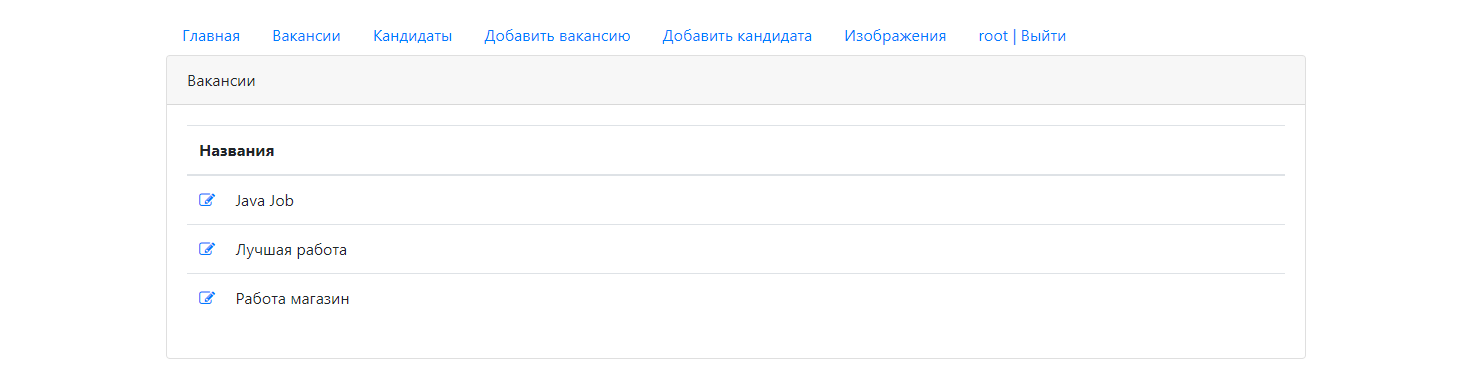 Главная Вакансии Кандидаты Добавить вакансию Добавить кандидата Изображения root | Выйти
Вакансии
Названия
Java Job
Лучшая работа
Работа магазин